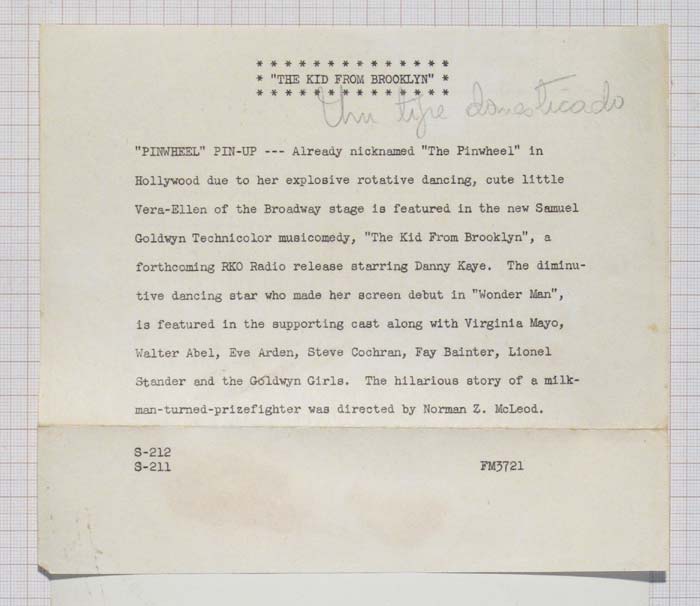 * * * * * * * * * * * * * *
* "THE KID FROM BROOKLYN" *
* * * * * * * * * * * * * *
Un tipe domesticado
"PINWHEEL" PIN-UP --- Already nicknamed "The Pinwheel" in
Hollywood due to her explosive rotative dancing, cute little
Vera-Ellen of the Broadway stage is featured in the new Samuel
Goldwyn Technicolor musicomedy, "The Kid From Brooklyn", a
forthcoming RKO Radio release starring Danny Kaye. The diminu-
tive dancing star who made her screen debut in "Wonder Man",
is featured in the supporting cast along with Virginia Mayo,
Walter Abel, Eve Arden, Steve Cochran, Fay Bainter, Lionel
Stander and the Goldwyn Girls. The hilarious story of a milk-
man-turned-prizefighter was directed by Norman Z. McLeod.
S-212
S-211 FM3721